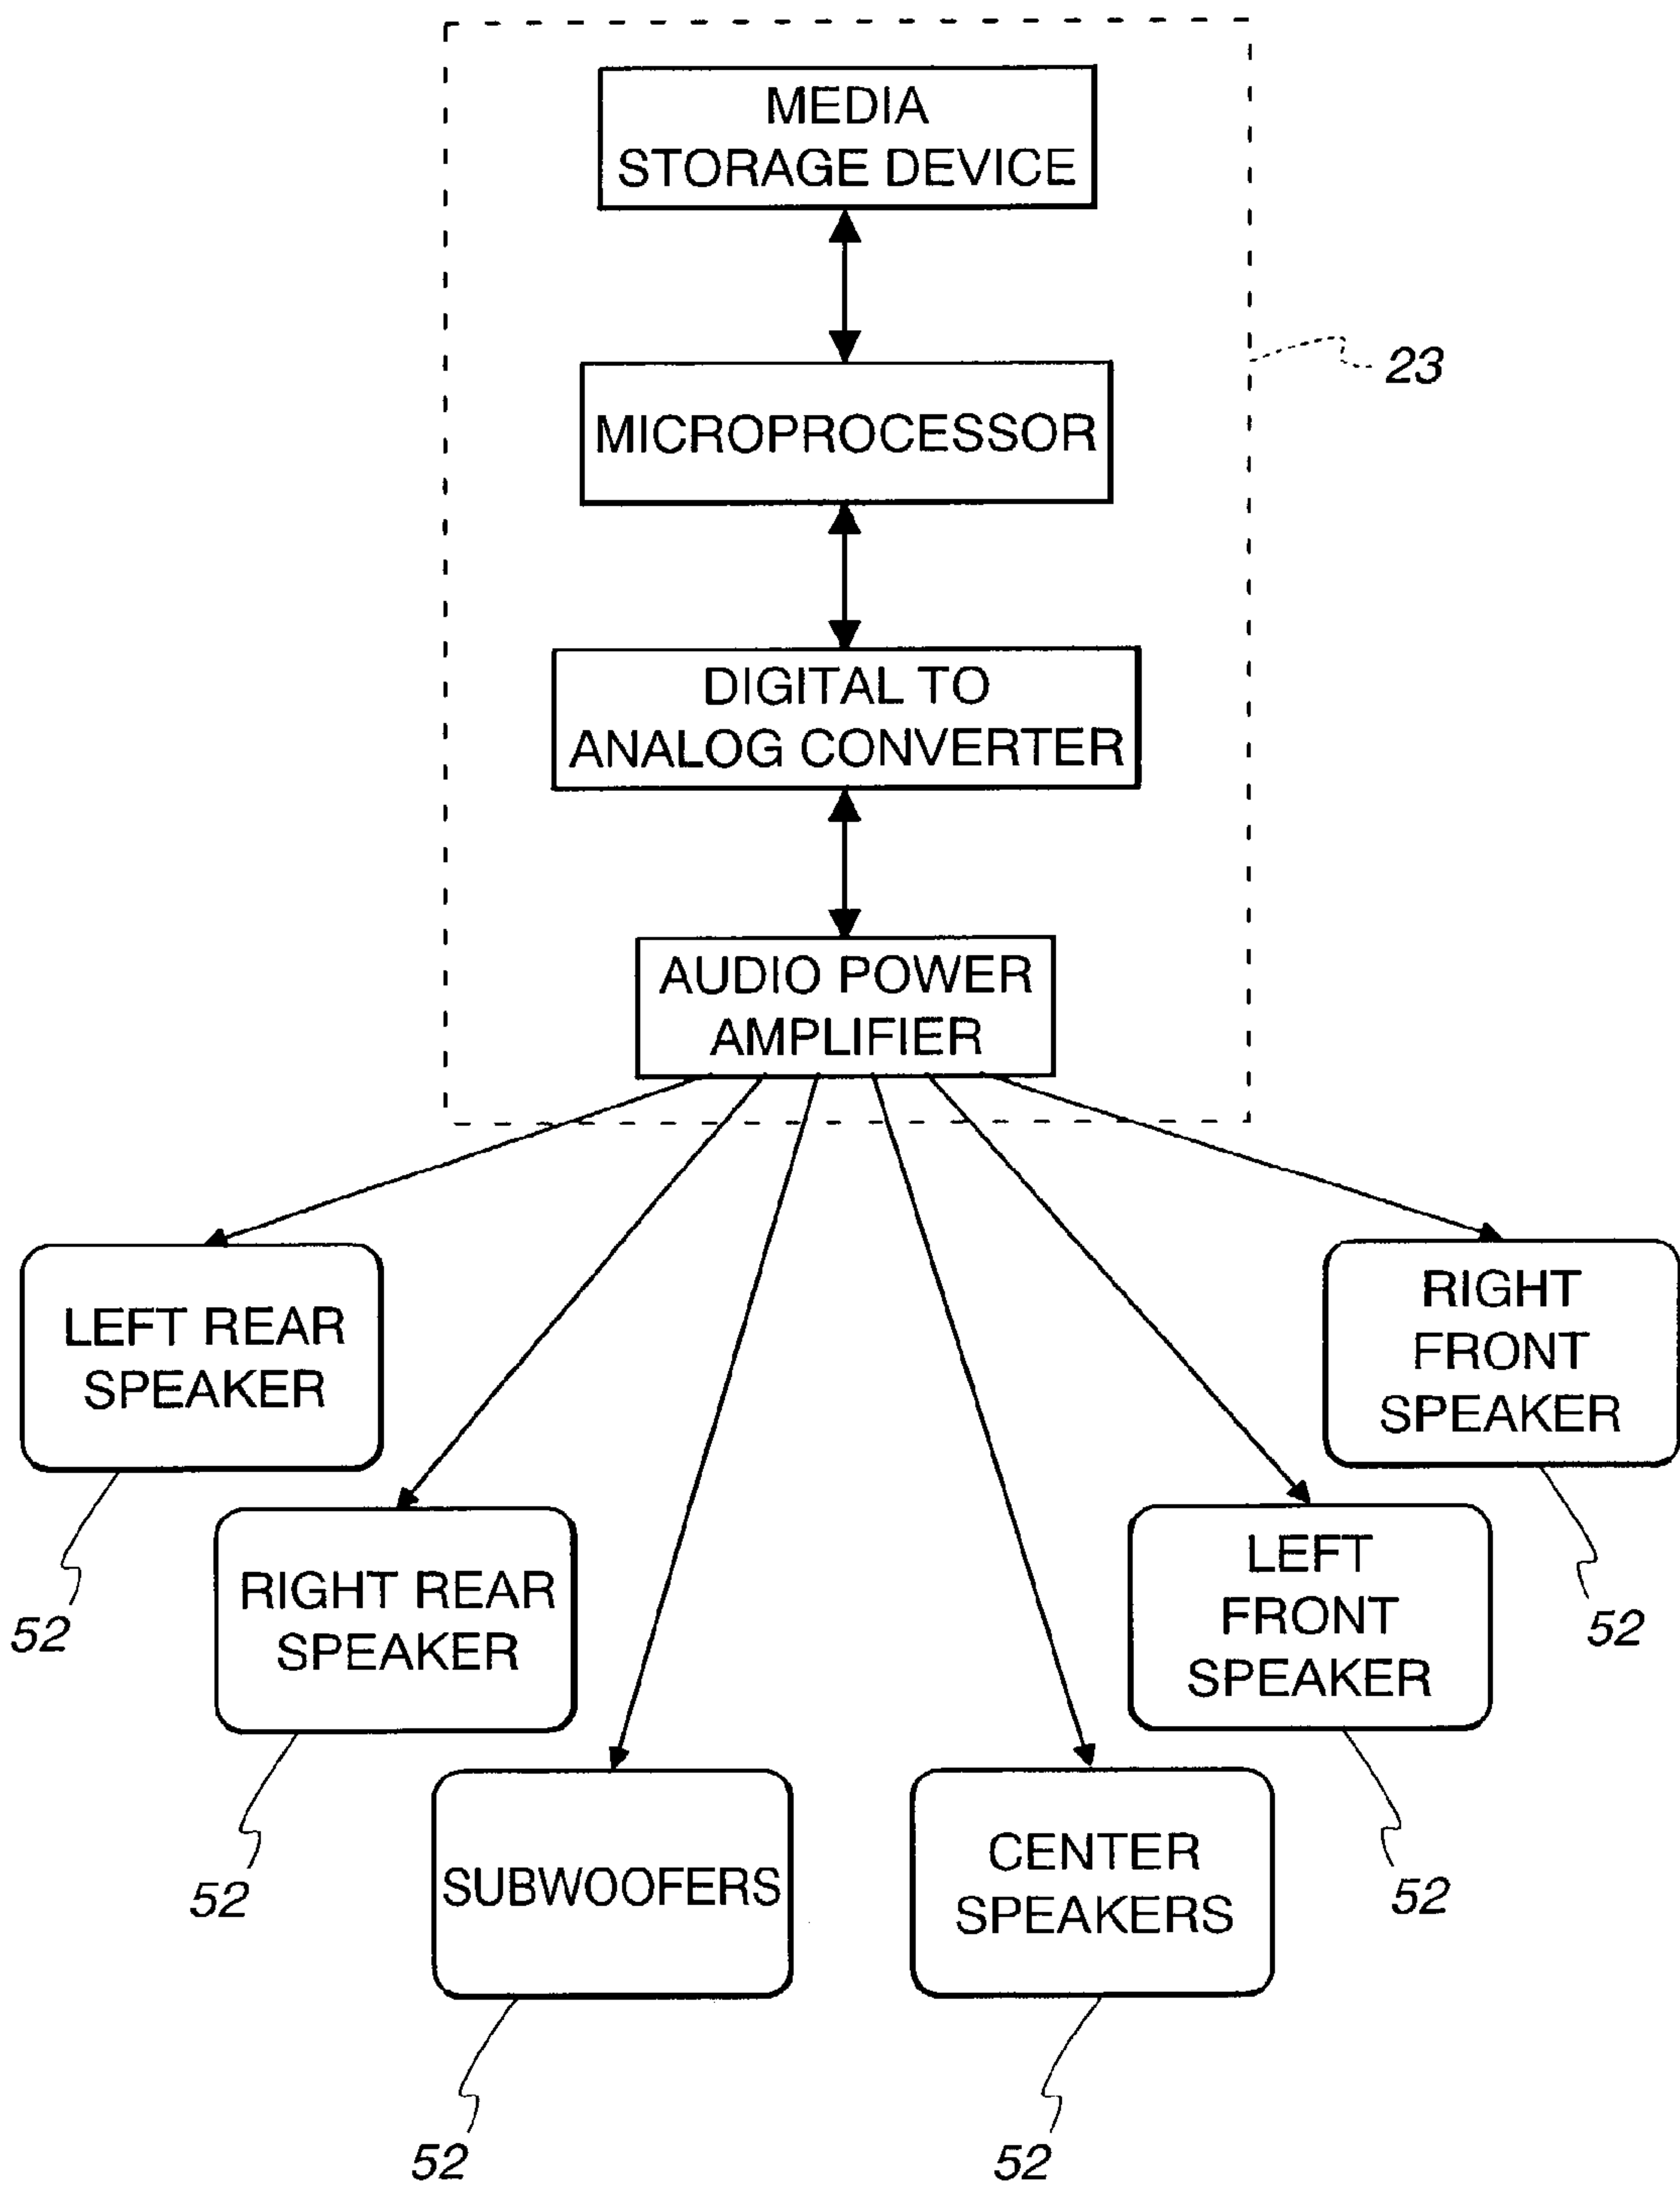 MEDIA
STORAGE DEVICE
23
MICROPROCESSOR
DIGITAL TO
ANALOG CONVERTER
AUDIO POWER
AMPLIFIER
LEFT REAR
SPEAKER
52
RIGHT REAR
SPEAKER
52
SUBWOOFERS
52
CENTER
SPEAKERS
52
LEFT
FRONT
SPEAKER
52
RIGHT
FRONT
SPEAKER
52